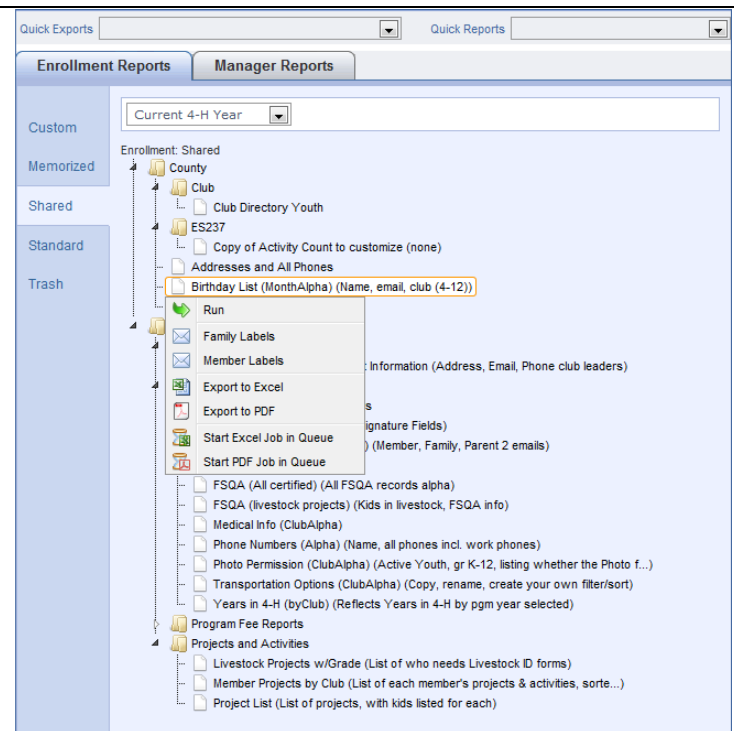 Quick Exports
Quick Reports
Enrollment Reports
Manager Reports
Custom
Memorized
Shared
Standard
Trash
Current 4-H Year
Enrollment: Shared
County
Club
Club Directory Youth
ES237
Copy of Activity Count to customize (none)
Addresses and All Phones
Birthday List (MonthAlpha) (Name, email, club (4-12))
Run
Family Labels
Member Labels
Information (Address, Email, Phone club leaders)
Export to Excel
Export to PDF
s
ignature Fields)
Start Excel Job in Queue
) (Member, Family, Parent 2 emails)
Start PDF Job in Queue
FSQA (All certified) (All FSQA records alpha)
FSQA (livestock projects) (Kids in livestock, FSQA info)
Medical Info (ClubAlpha)
Phone Numbers (Alpha) (Name, all phones incl. work phones)
Photo Permission (ClubAlpha) (Active Youth, gr K-12, listing whether the Photo f...)
Transportation Options (ClubAlpha) (Copy, rename, create your own filter/sort)
Years in 4-H (byClub) (Reflects Years in 4-H by pgm year selected)
Program Fee Reports
Projects and Activities
Livestock Projects w/Grade (List of who needs Livestock ID forms)
Member Projects by Club (List of each member's projects & activities, sorte...)
Project List (List of projects, with kids listed for each)